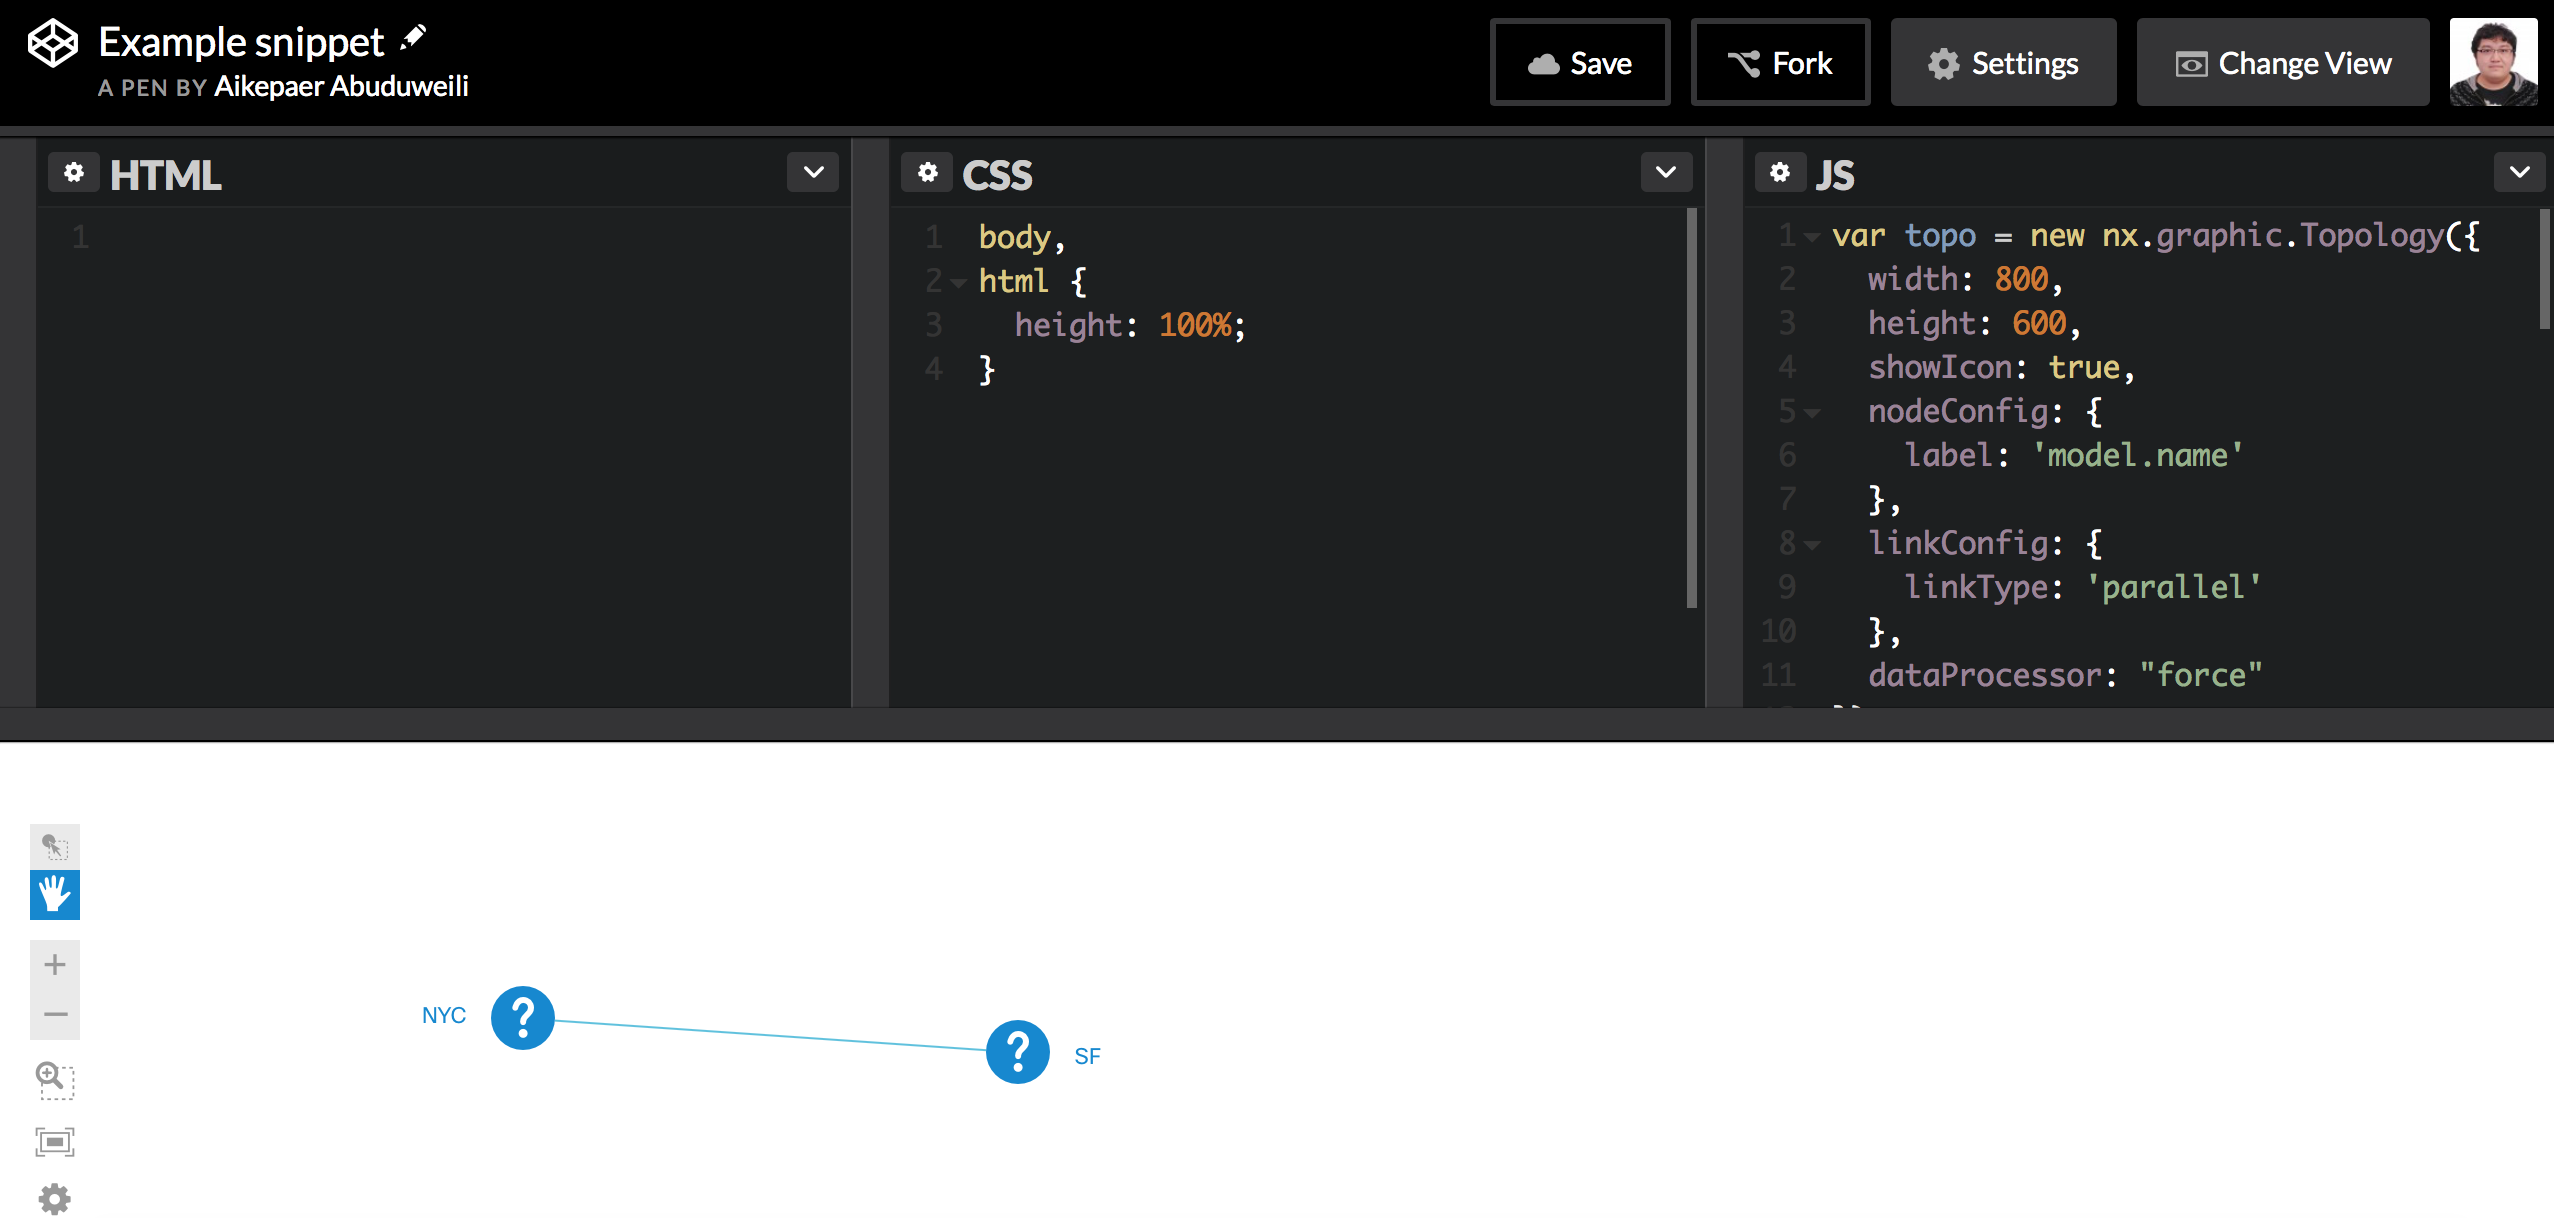 Example snippet
A PEN BY Aikepaer Abuduweili
Save
Fork
Settings
Change View
HTML
1
CSS
1 body,
2 html {
3 height: 100%;
4 }
JS
1 var topo = new nx.graphic.Topology({
2 width: 800,
3 height: 600,
4 showIcon: true,
5 nodeConfig: {
6 label: 'model.name'
7 },
8 linkConfig: {
9 linkType: 'parallel'
10 },
11 dataProcessor: "force"
NYC
?
?
SF